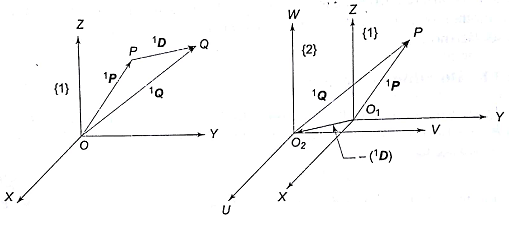 Z
{1}
P
¹D
Q
¹P
¹Q
O
Y
X
W
{2}
Z
{1}
P
¹Q
¹P
O₁
Y
O₂
V
– (¹D)
X
U